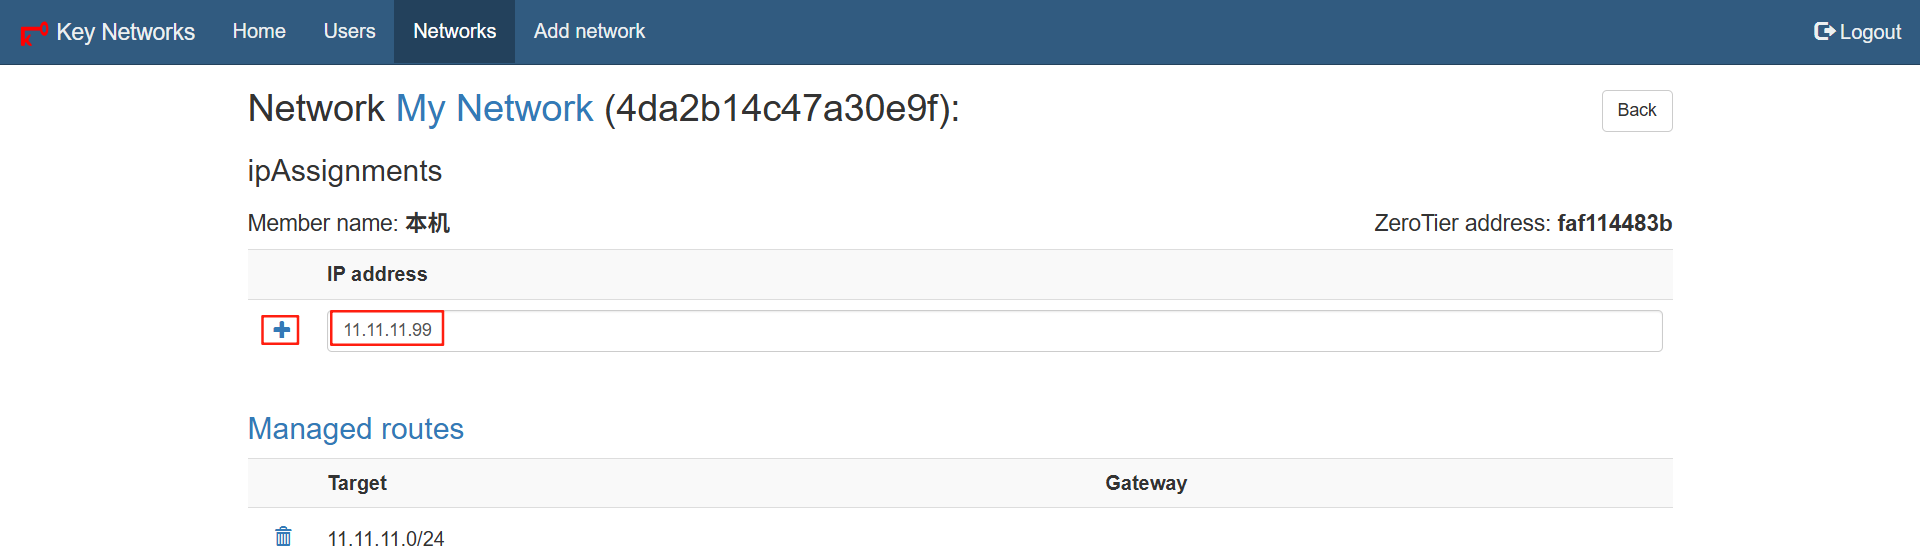 Key Networks Home Users Networks Add network Logout
Network My Network (4da2b14c47a30e9f):
Back
ipAssignments
Member name: 本机 ZeroTier address: faf114483b
IP address
11.11.11.99
Managed routes
Target Gateway
11.11.11.0/24